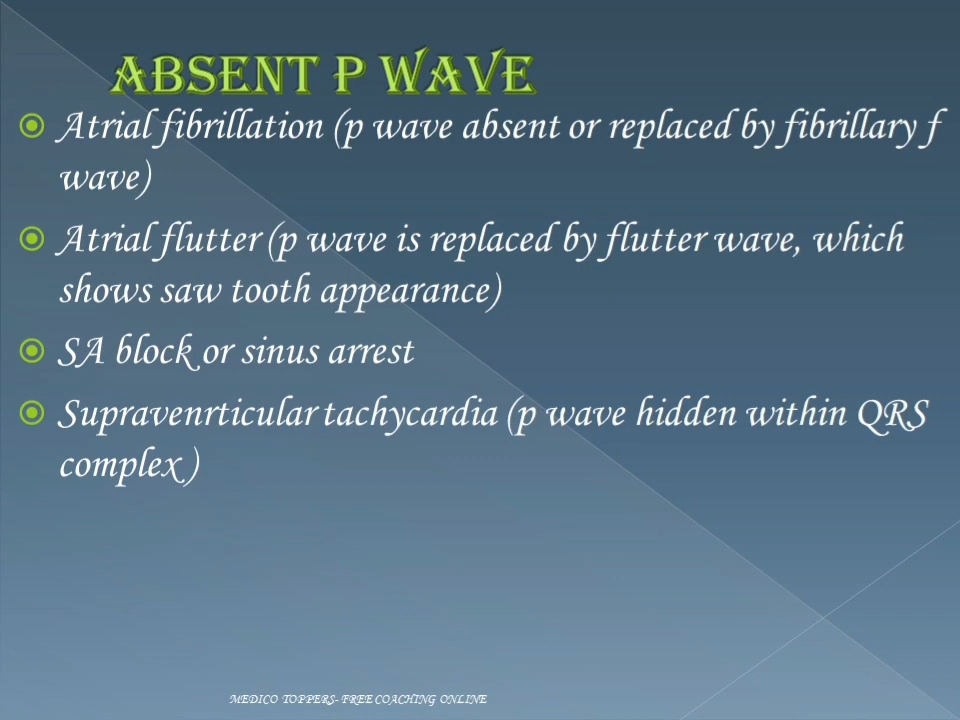 ABSENT P WAVE
Atrial fibrillation (p wave absent or replaced by fibrillary f
wave)
Atrial flutter (p wave is replaced by flutter wave, which
shows saw tooth appearance)
SA block or sinus arrest
Supravenrticular tachycardia (p wave hidden within QRS
complex )
MEDICO TOPPERS- FREE COACHING ONLINE